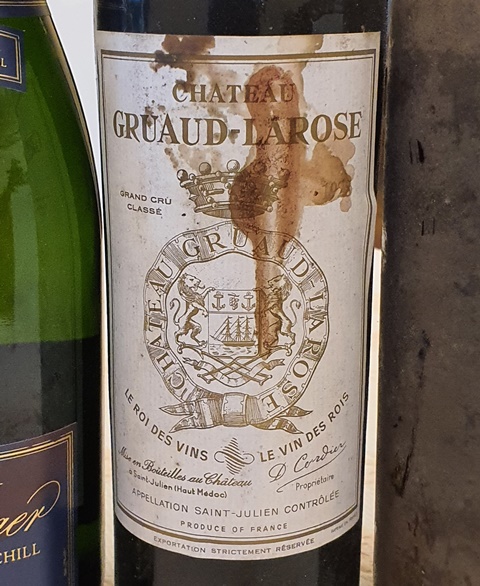 CHATEAU
GRUAUD-LAROSE
GRAND CRÛ
CLASSÉ
CHATEAU GRUAUD-LAROSE
LE ROI DES VINS LE VIN DES ROIS
Mise en Bouteilles au Château
à Saint-Julien (Haut Médoc)
D Cordier
Propriétaire
APPELLATION SAINT-JULIEN CONTRÔLÉE
PRODUCE OF FRANCE
EXPORTATION STRICTEMENT RÉSERVÉE
ger
CHILL